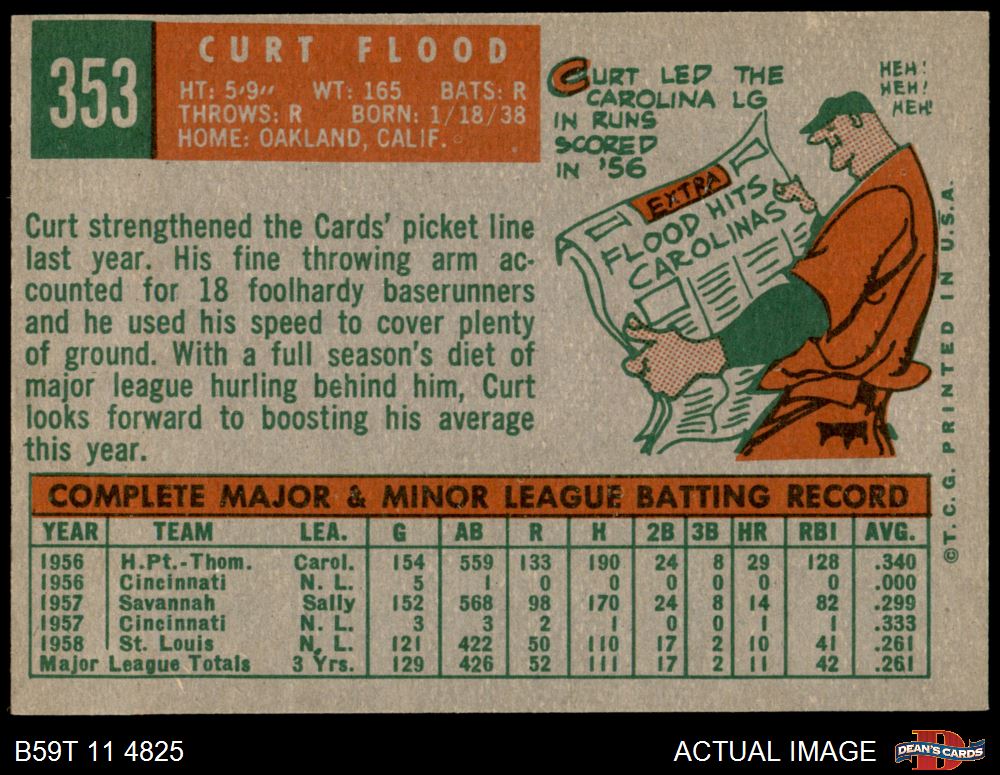 353
CURT FLOOD
HT: 5'9" WT: 165 BATS: R
THROWS: R BORN: 1/18/38
HOME: OAKLAND, CALIF.
CURT LED THE
CAROLINA LG
IN RUNS
SCORED
IN '56
HEH!
HEH!
HEH!
EXTRA
FLOOD HITS
CAROLINAS
Curt strengthened the Cards' picket line
last year. His fine throwing arm ac-
counted for 18 foolhardy baserunners
and he used his speed to cover plenty
of ground. With a full season's diet of
major league hurling behind him, Curt
looks forward to boosting his average
this year.
COMPLETE MAJOR & MINOR LEAGUE BATTING RECORD
YEAR TEAM LEA. G AB R H 2B 3B HR RBI AVG.
1956 H.Pt.-Thom. Carol. 154 559 133 190 24 8 29 128 .340
1956 Cincinnati N. L. 5 1 0 0 0 0 0 0 .000
1957 Savannah Sally 152 568 98 170 24 8 14 82 .299
1957 Cincinnati N. L. 3 3 2 1 0 0 1 1 .333
1958 St. Louis N. L. 121 422 50 110 17 2 10 41 .261
Major League Totals 3 Yrs. 129 426 52 111 17 2 11 42 .261
©T.C.G. PRINTED IN U.S.A.
B59T 11 4825
ACTUAL IMAGE
DEAN'S CARDS